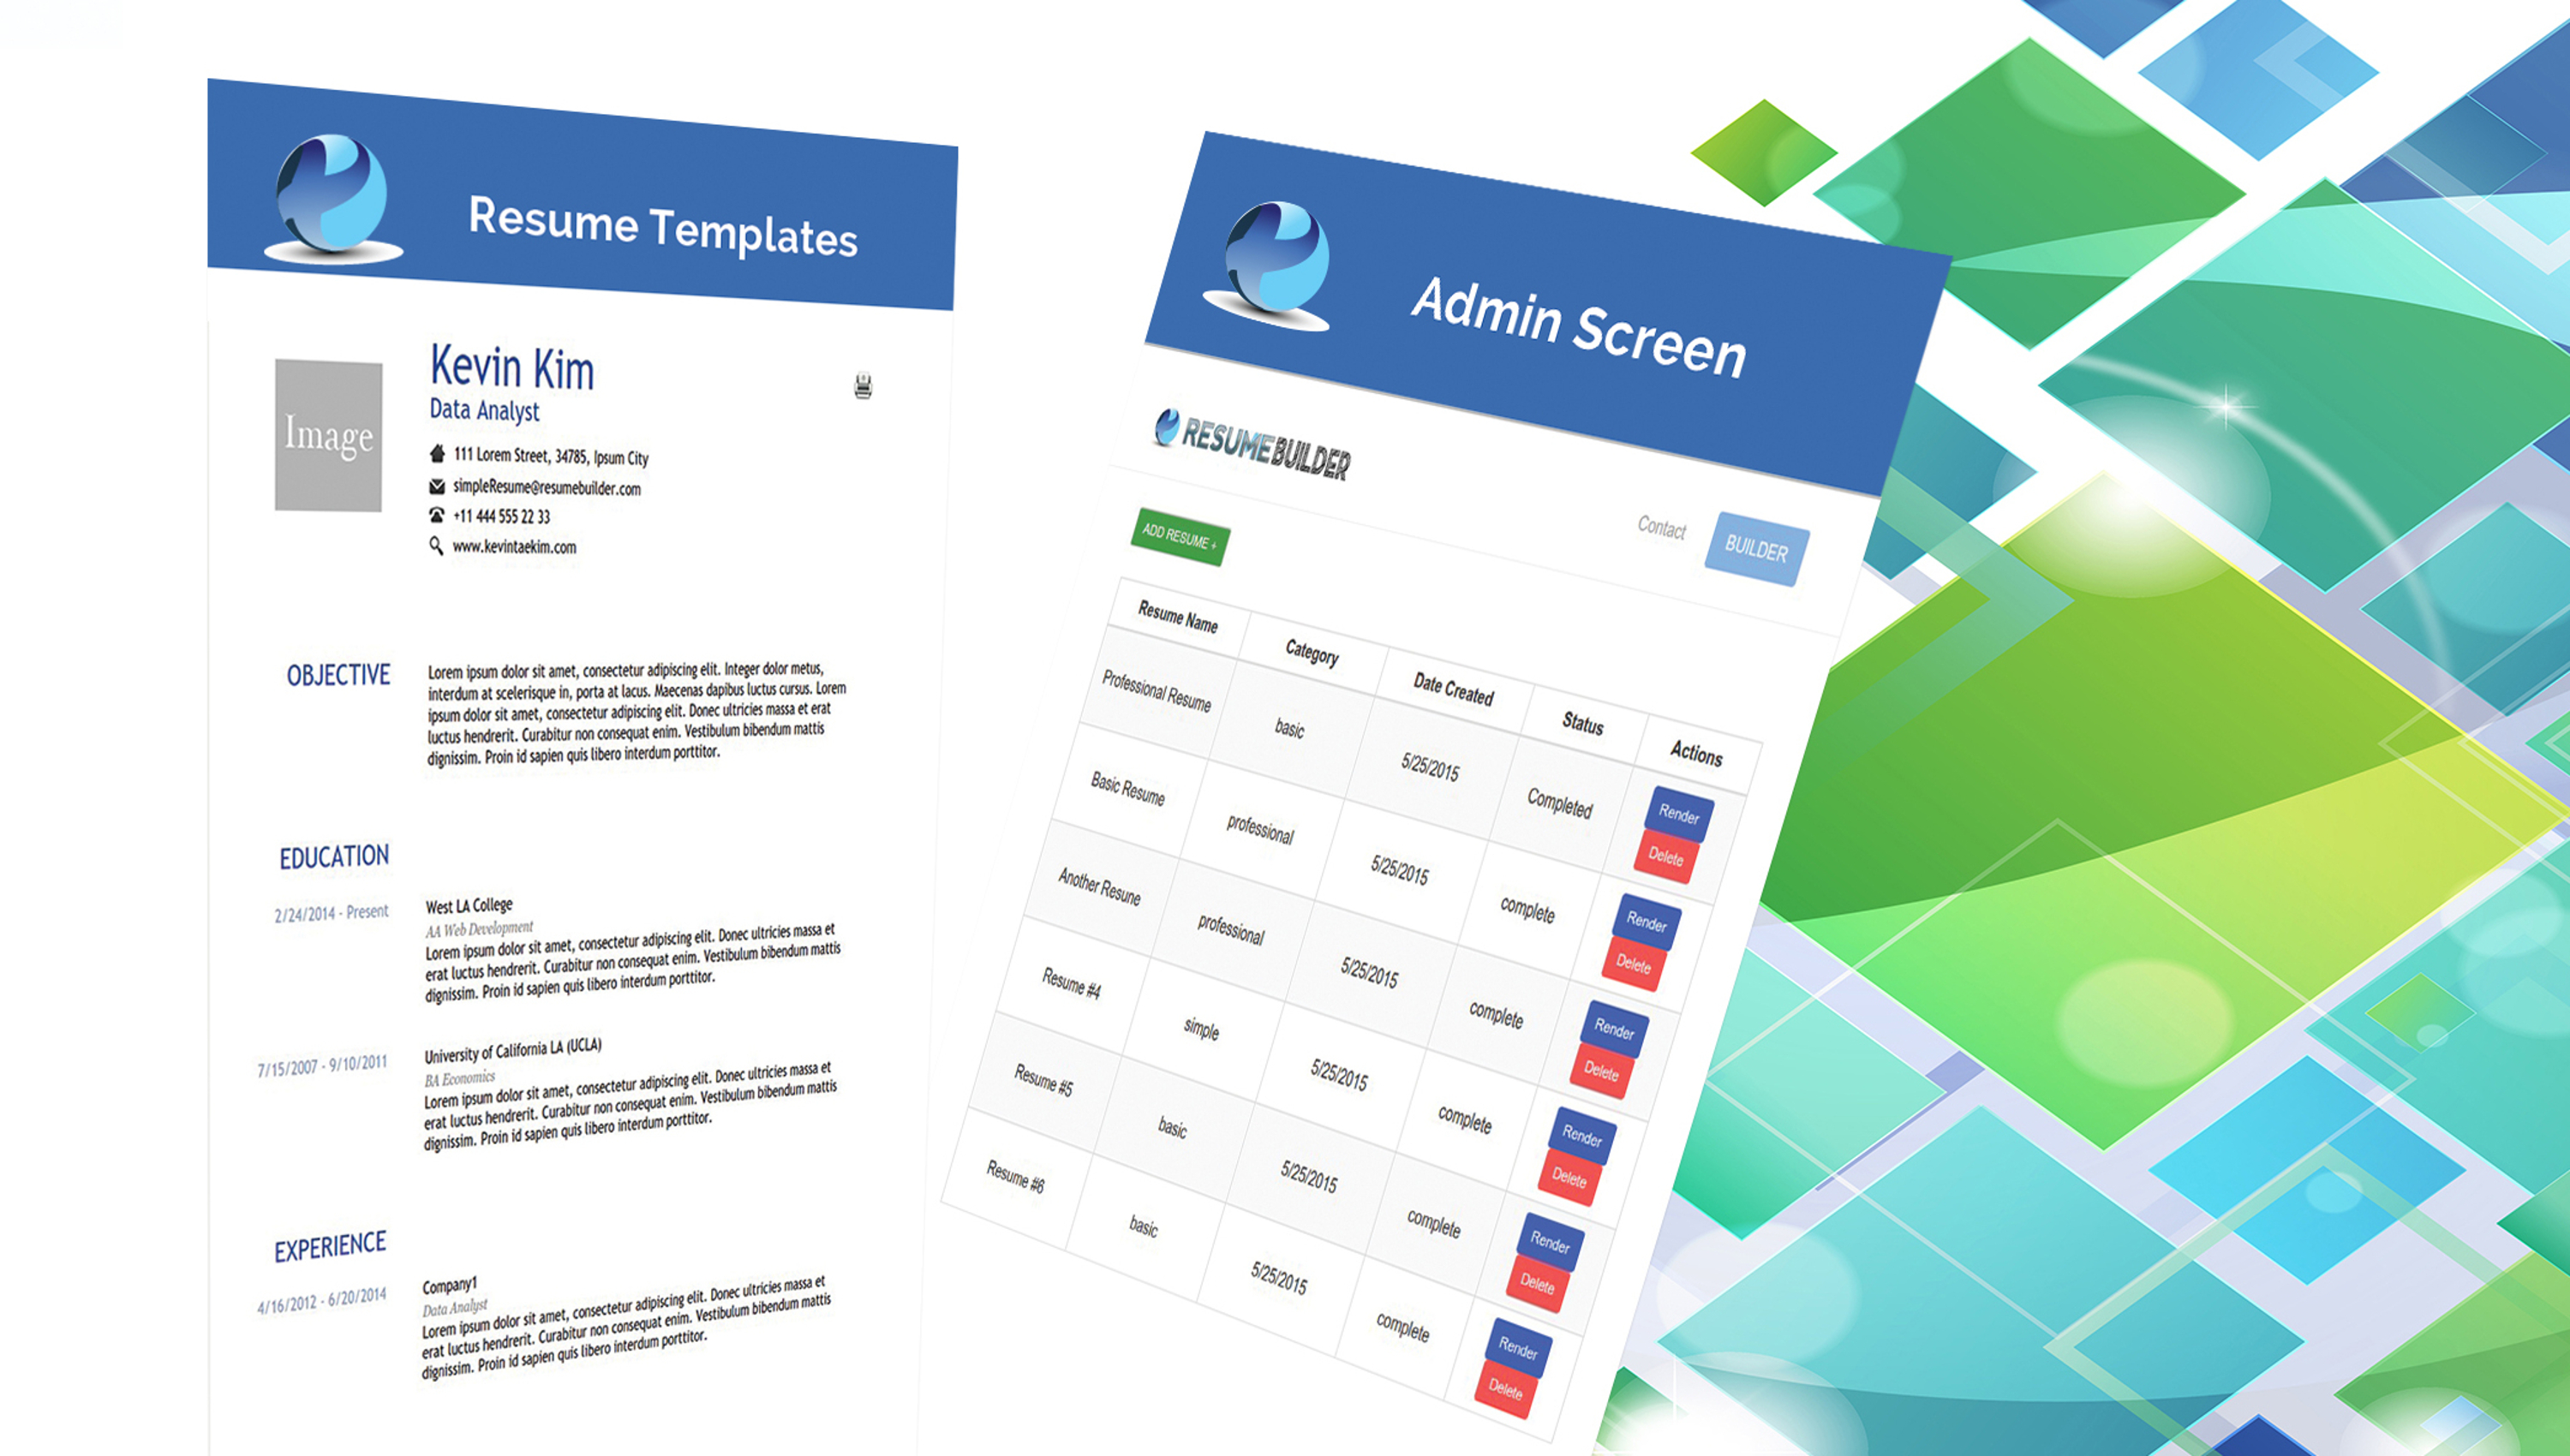 Resume Templates
Image
Kevin Kim
Data Analyst
111 Lorem Street, 34785, Ipsum City
simpleResume@resumebuilder.com
+11 444 555 22 33
www.kevintaekim.com
OBJECTIVE
Lorem ipsum dolor sit amet, consectetur adipiscing elit. Integer dolor metus,
interdum at scelerisque in, porta at lacus. Maecenas dapibus luctus cursus. Lorem
ipsum dolor sit amet, consectetur adipiscing elit. Donec ultricies massa et erat
luctus hendrerit. Curabitur non consequat enim. Vestibulum bibendum mattis
dignissim. Proin id sapien quis libero interdum porttitor.
EDUCATION
2/24/2014 - Present
West LA College
AA Web Development
Lorem ipsum dolor sit amet, consectetur adipiscing elit. Donec ultricies massa et
erat luctus hendrerit. Curabitur non consequat enim. Vestibulum bibendum mattis
dignissim. Proin id sapien quis libero interdum porttitor.
7/15/2007 - 9/10/2011
University of California LA (UCLA)
BA Economics
Lorem ipsum dolor sit amet, consectetur adipiscing elit. Donec ultricies massa et
erat luctus hendrerit. Curabitur non consequat enim. Vestibulum bibendum mattis
dignissim. Proin id sapien quis libero interdum porttitor.
EXPERIENCE
4/16/2012 - 6/20/2014
Company1
Data Analyst
Lorem ipsum dolor sit amet, consectetur adipiscing elit. Donec ultricies massa et
erat luctus hendrerit. Curabitur non consequat enim. Vestibulum bibendum mattis
dignissim. Proin id sapien quis libero interdum porttitor.
Admin Screen
RESUMEBUILDER
Contact BUILDER
ADD RESUME +
Resume Name Category Date Created Status Actions
Professional Resume basic 5/25/2015 Completed Render
Delete
Basic Resume professional 5/25/2015 complete Render
Delete
Another Resune professional 5/25/2015 complete Render
Delete
Resume #4 simple 5/25/2015 complete Render
Delete
Resume #5 basic 5/25/2015 complete Render
Delete
Resume #6 basic 5/25/2015 complete Render
Delete